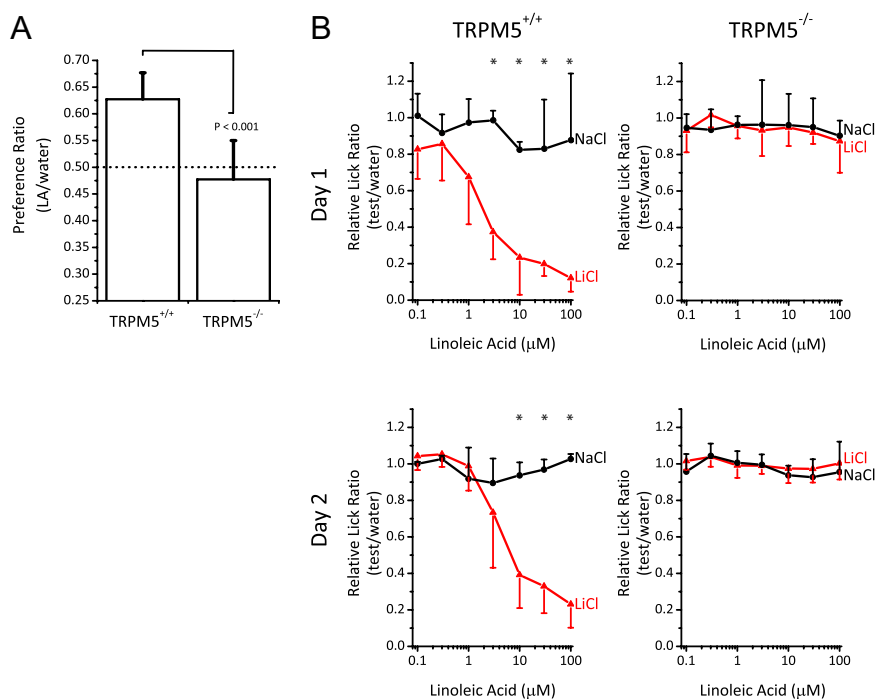 A
Preference Ratio
(LA/water)
0.70
0.65
0.60
0.55
0.50
0.45
0.40
0.35
0.30
0.25
P < 0.001
TRPM5+/+
TRPM5-/-
B
TRPM5+/+
TRPM5-/-
Day 1
Relative Lick Ratio
(test/water)
1.2
1.0
0.8
0.6
0.4
0.2
0.0
* * * *
NaCl
LiCl
0.1
1
10
100
Linoleic Acid (µM)
Relative Lick Ratio
(test/water)
1.2
1.0
0.8
0.6
0.4
0.2
0.0
NaCl
LiCl
0.1
1
10
100
Linoleic Acid (µM)
Day 2
Relative Lick Ratio
(test/water)
1.2
1.0
0.8
0.6
0.4
0.2
0.0
* * *
NaCl
LiCl
0.1
1
10
100
Linoleic Acid (µM)
Relative Lick Ratio
(test/water)
1.2
1.0
0.8
0.6
0.4
0.2
0.0
LiCl
NaCl
0.1
1
10
100
Linoleic Acid (µM)